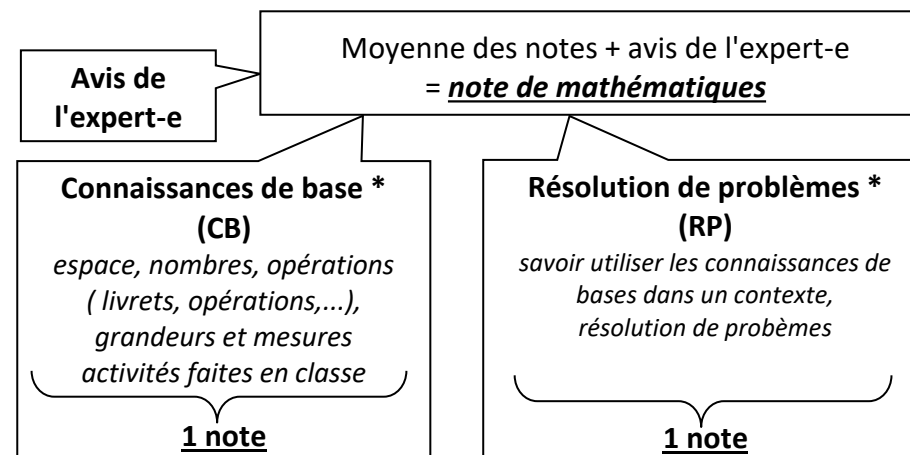 Moyenne des notes + avis de l'expert-e
= note de mathématiques
Avis de
l'expert-e
Connaissances de base *
(CB)
espace, nombres, opérations
( livrets, opérations,...),
grandeurs et mesures
activités faites en classe
1 note
Résolution de problèmes *
(RP)
savoir utiliser les connaissances de
bases dans un contexte,
résolution de probèmes
1 note